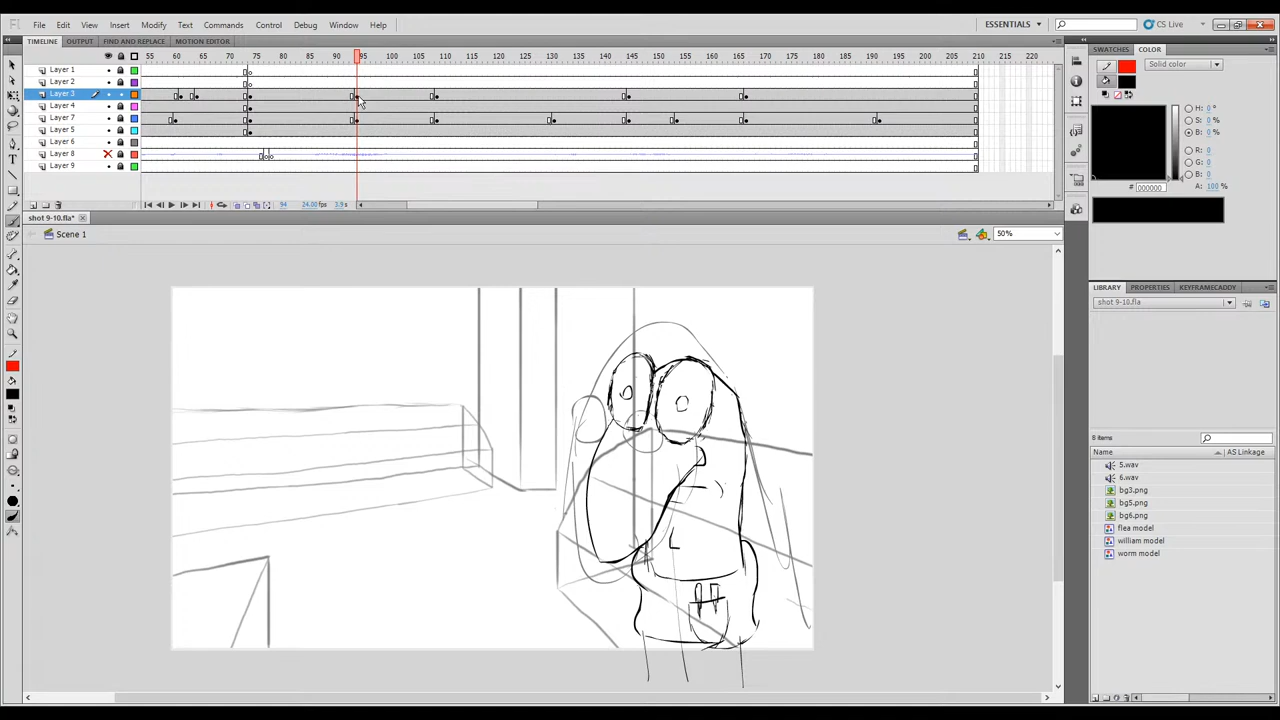 Fl File Edit View Insert Modify Text Commands Control Debug Window Help ESSENTIALS CS Live
TIMELINE OUTPUT FIND AND REPLACE MOTION EDITOR
55 65 70 75 80 85 90 95 100 105 110 115 120 125 130 135 140 145 150 155 160 165 170 175 180 185 190 195 200 205 210 215 220
Layer 1
Layer 2
Layer 3
Layer 4
Layer 7
Layer 5
Layer 6
Layer 8
Layer 9
94 24.00fps 3.9s
shot 9-10.fla*
Scene 1 50%
SWATCHES COLOR
Solid color
H: 0 °
S: 0 %
B: 0 %
R: 0
G: 0
B: 0
# 000000 A: 100 %
LIBRARY PROPERTIES KEYFRAMECADDY
shot 9-10.fla
8 items
Name AS Linkage
5.wav
6.wav
bg3.png
bg5.png
bg6.png
flea model
william model
worm model